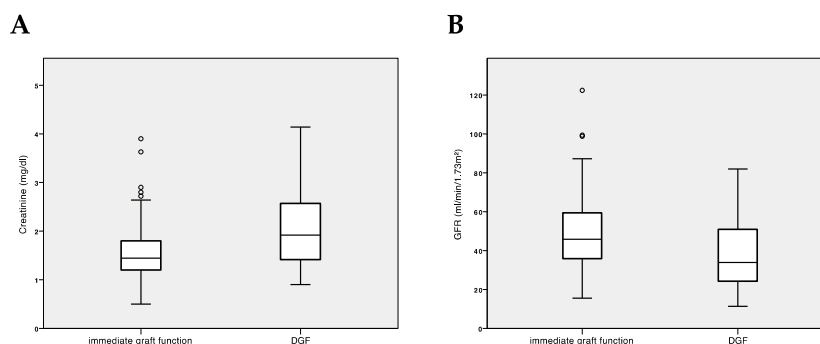 A
B
Creatinine (mg/dl)
5
4
3
2
1
0
immediate graft function
DGF
GFR (ml/min/1.73m²)
120
100
80
60
40
20
0
immediate graft function
DGF